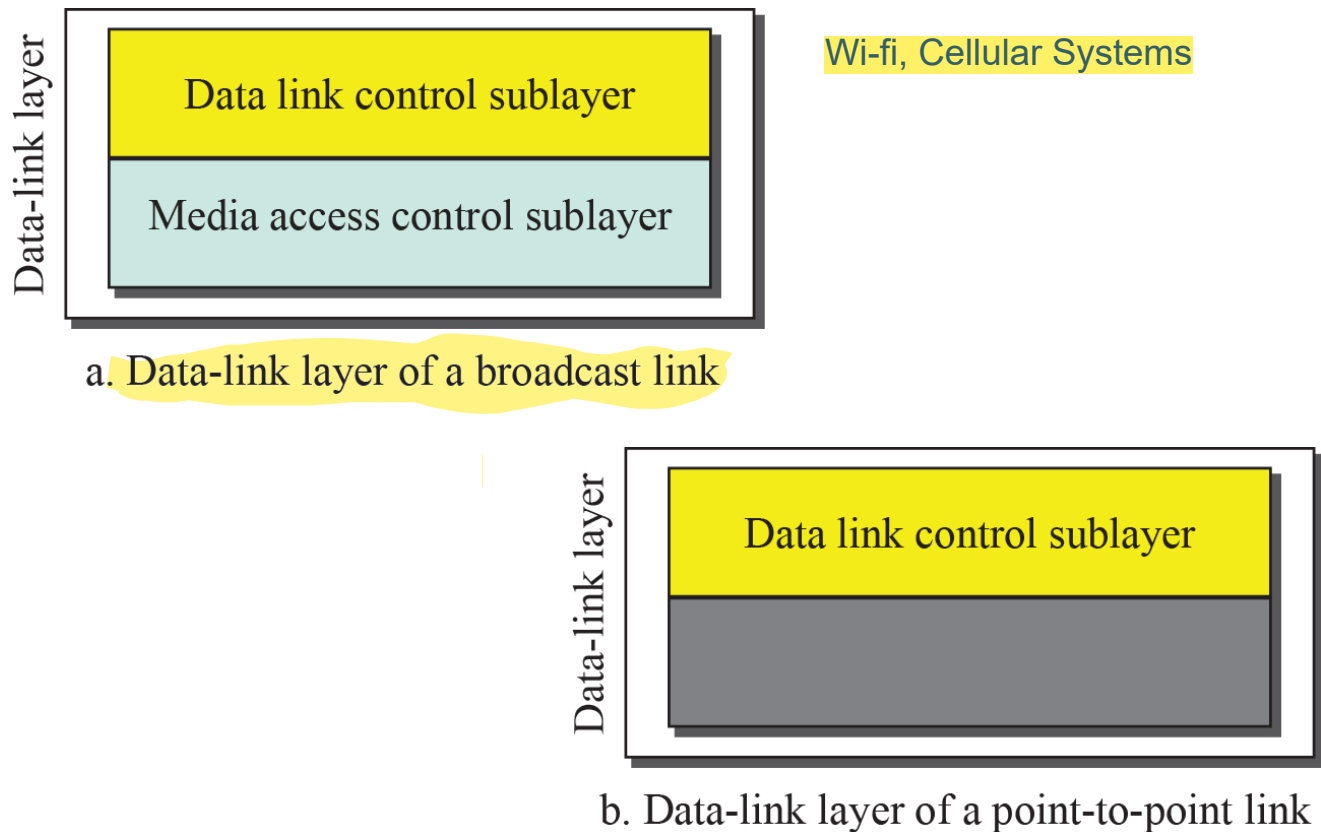 Data-link layer
Data link control sublayer
Media access control sublayer
Wi-fi, Cellular Systems
a. Data-link layer of a broadcast link
Data-link layer
Data link control sublayer
b. Data-link layer of a point-to-point link